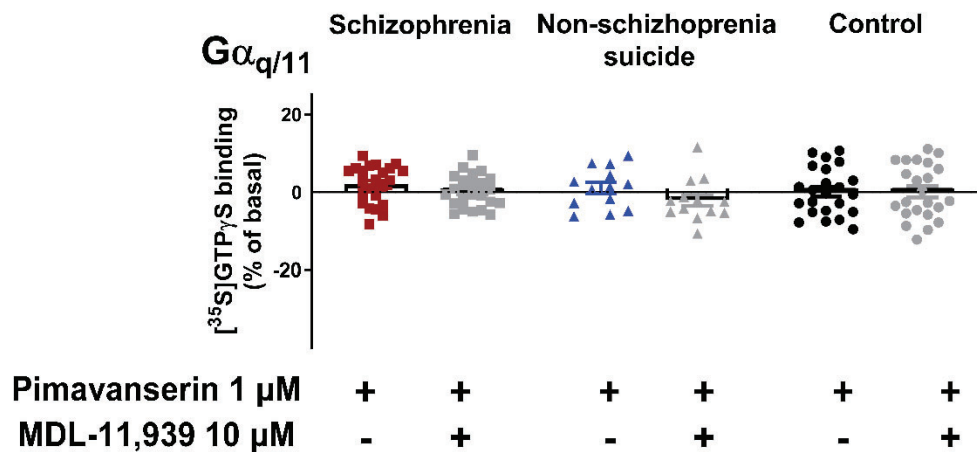 Schizophrenia Non-schizhoprenia suicide Control
Gαq/11
[³⁵S]GTPγS binding
(% of basal)
20
0
-20
Pimavanserin 1 µM + + + + + +
MDL-11,939 10 µM - + - + - +